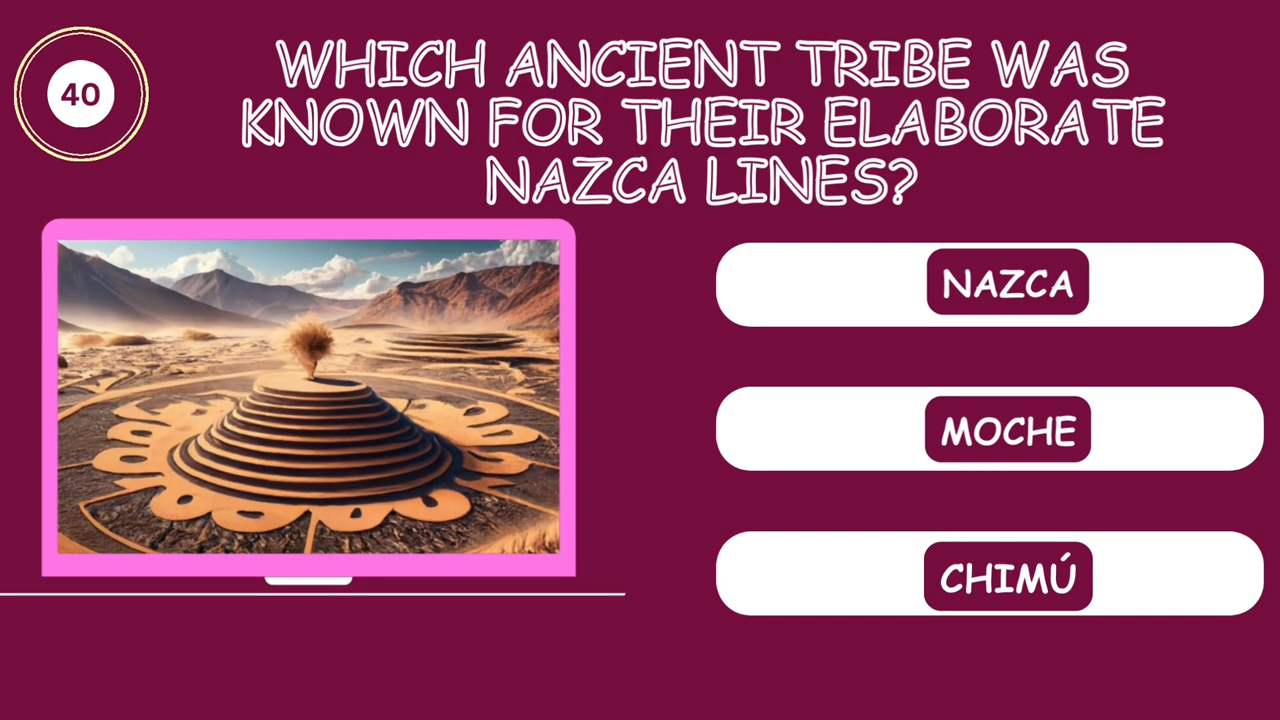 40
WHICH ANCIENT TRIBE WAS
KNOWN FOR THEIR ELABORATE
NAZCA LINES?
NAZCA
MOCHE
CHIMÚ